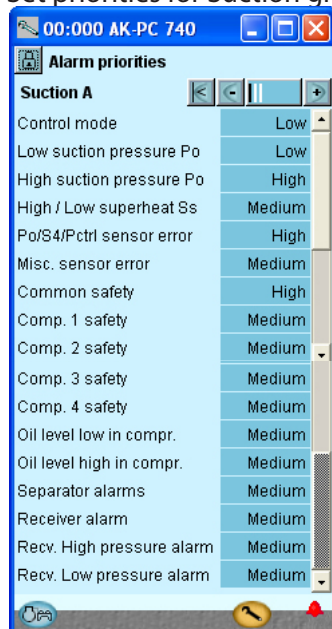 Set priorities for Suction gr
00:000 AK-PC 740
Alarm priorities
Suction A
Control mode Low
Low suction pressure Po Low
High suction pressure Po High
High / Low superheat Ss Medium
Po/S4/Pctrl sensor error High
Misc. sensor error Medium
Common safety High
Comp. 1 safety Medium
Comp. 2 safety Medium
Comp. 3 safety Medium
Comp. 4 safety Medium
Oil level low in compr. Medium
Oil level high in compr. Medium
Separator alarms Medium
Receiver alarm Medium
Recv. High pressure alarm Medium
Recv. Low pressure alarm Medium